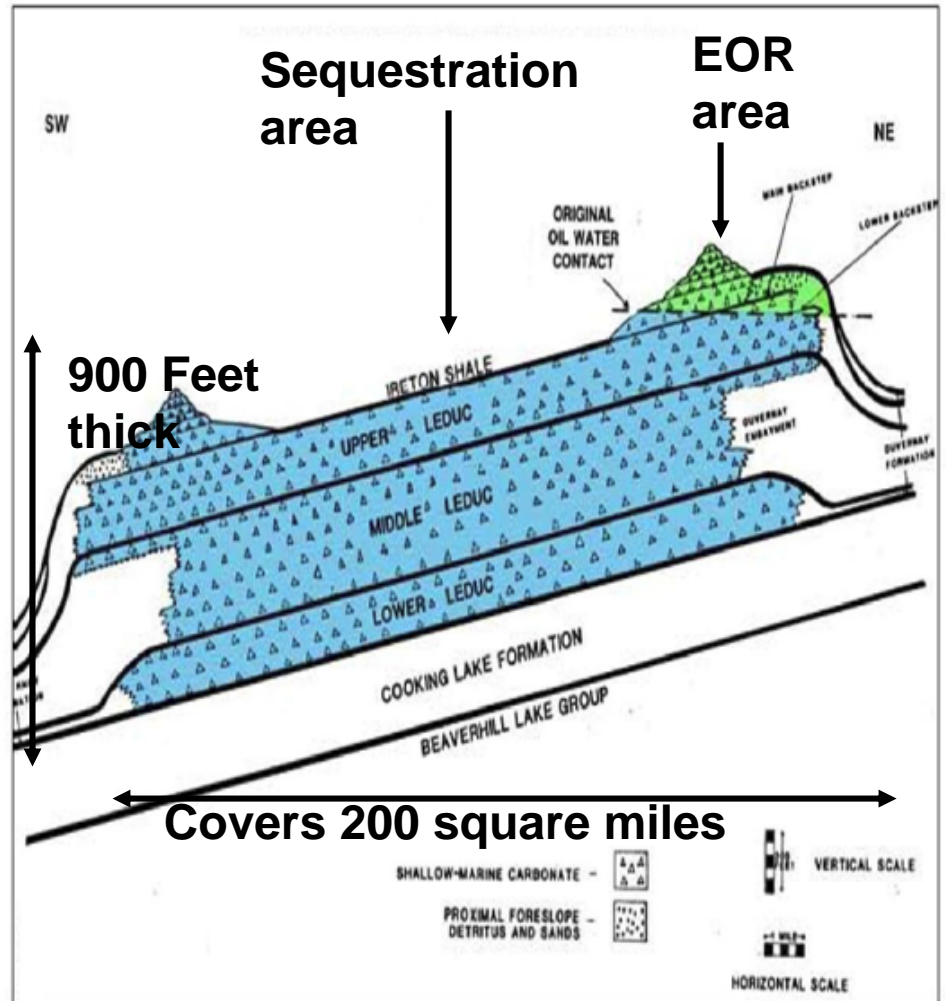 Sequestration
area
EOR
area
SW
NE
MAIN BACKSTEP
LOWER BACKSTEP
ORIGINAL
OIL WATER
CONTACT
900 Feet
thick
IRETON SHALE
UPPER LEDUC
DUVERNAY
EMBAYMENT
DUVERNAY
FORMATION
MIDDLE LEDUC
LOWER LEDUC
COOKING LAKE FORMATION
BEAVERHILL LAKE GROUP
Covers 200 square miles
SHALLOW-MARINE CARBONATE -
PROXIMAL FORESLOPE -
DETRITUS AND SANDS
VERTICAL SCALE
1 MILE
HORIZONTAL SCALE